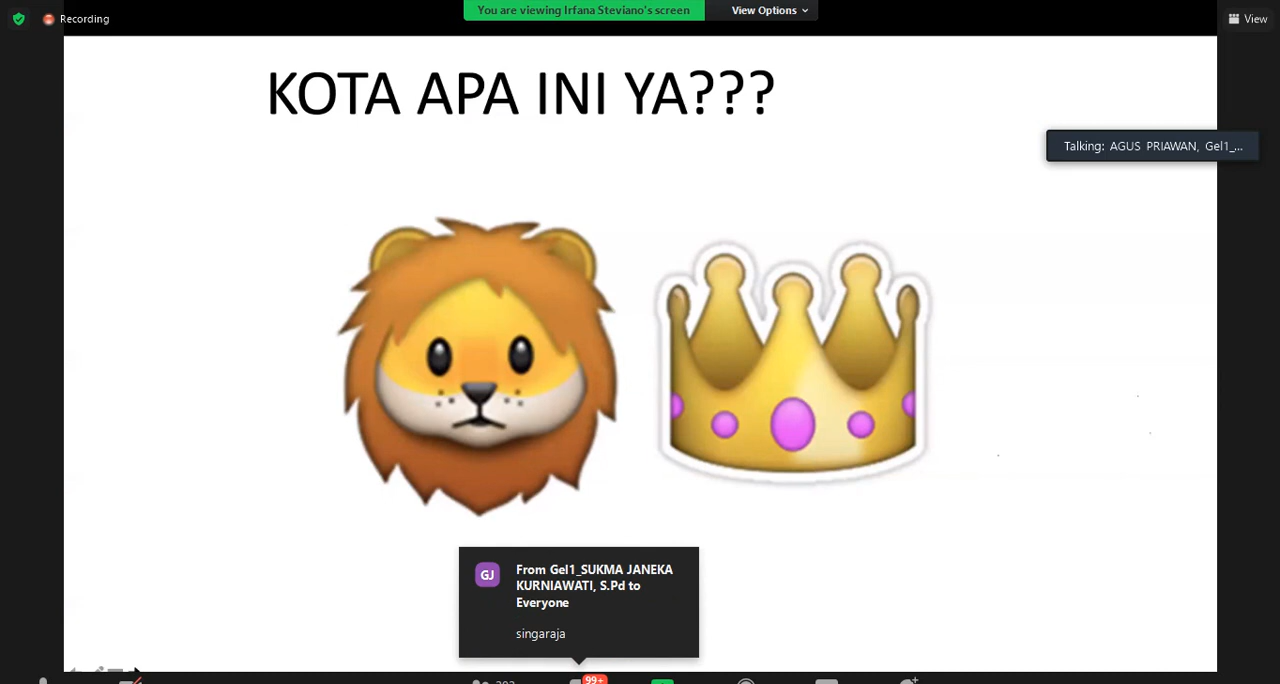 Recording
You are viewing Irfana Steviano's screen
View Options
View
KOTA APA INI YA???
Talking: AGUS PRIAWAN, Gel1_...
GJ
From Gel1_SUKMA JANEKA
KURNIAWATI, S.Pd to
Everyone
singaraja
99+